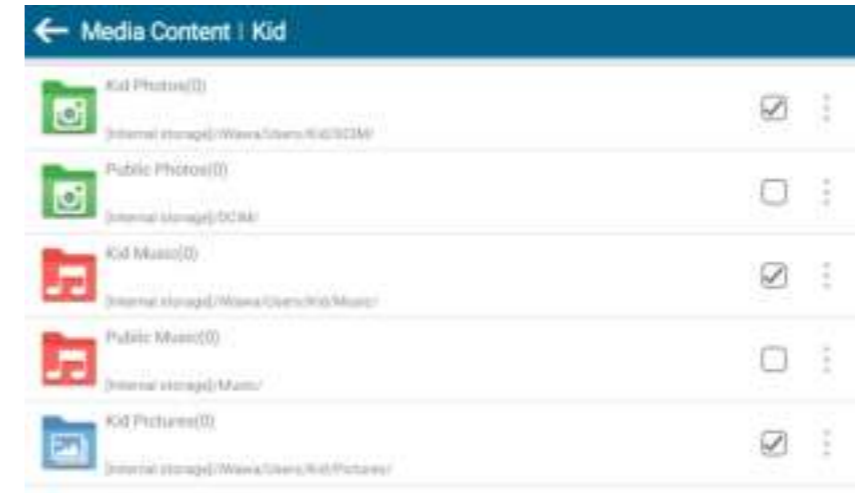 Media Content | Kid
Kid Photos(0)
[internal storage]/Wawa/Users/Kid/DCIM/
Public Photos(0)
[internal storage]/DCIM/
Kid Music(0)
[internal storage]/Wawa/Users/Kid/Music/
Public Music(0)
[internal storage]/Music/
Kid Pictures(0)
[internal storage]/Wawa/Users/Kid/Pictures/